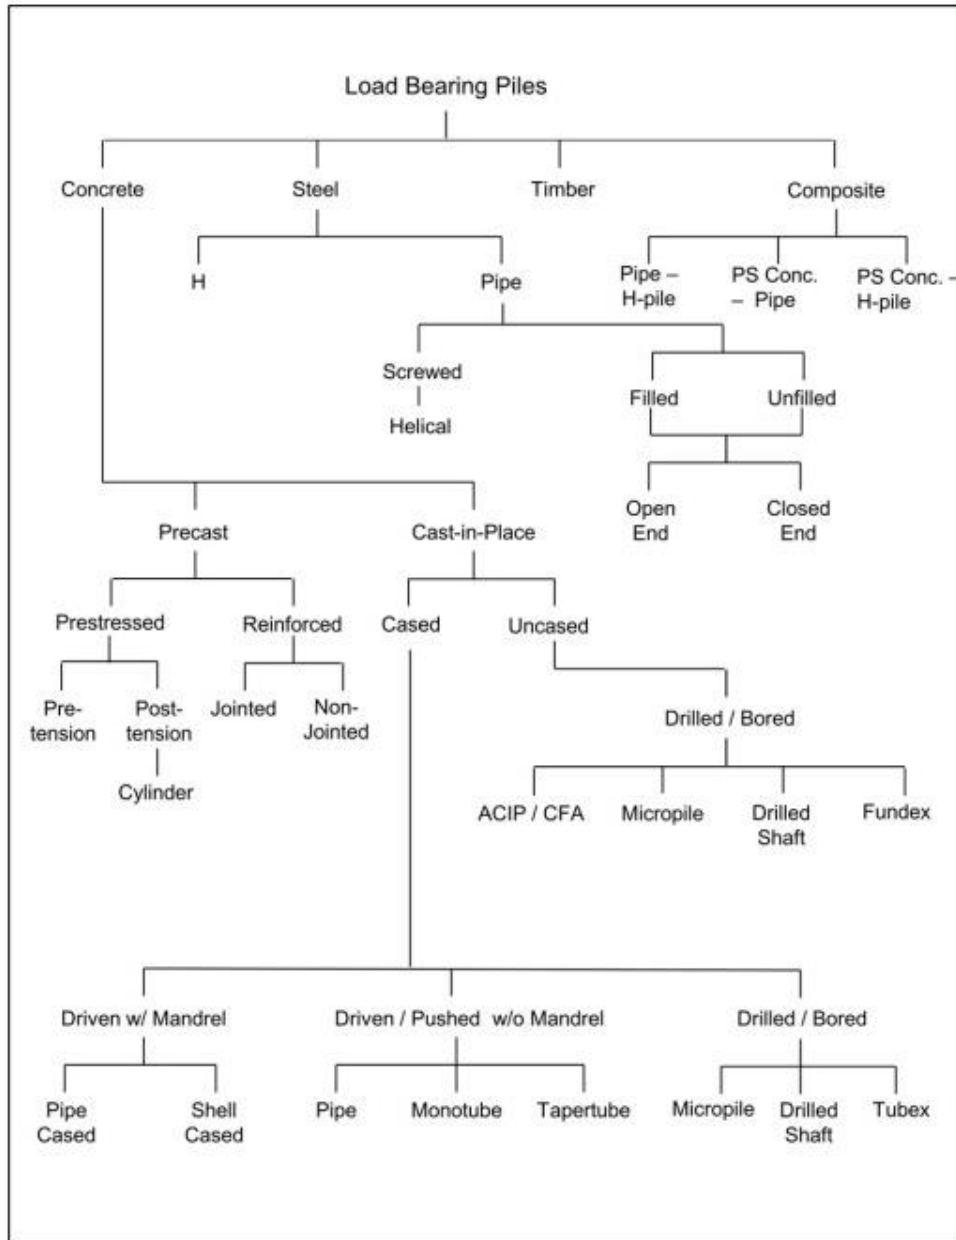 Load Bearing Piles
Concrete
Steel
Timber
Composite
H
Pipe
Pipe –
H-pile
PS Conc.
– Pipe
PS Conc. –
H-pile
Screwed
Helical
Filled
Unfilled
Open
End
Closed
End
Precast
Cast-in-Place
Prestressed
Reinforced
Cased
Uncased
Pre-
tension
Post-
tension
Jointed
Non-
Jointed
Cylinder
Drilled / Bored
ACIP / CFA
Micropile
Drilled
Shaft
Fundex
Driven w/ Mandrel
Driven / Pushed w/o Mandrel
Drilled / Bored
Pipe
Cased
Shell
Cased
Pipe
Monotube
Tapertube
Micropile
Drilled
Shaft
Tubex